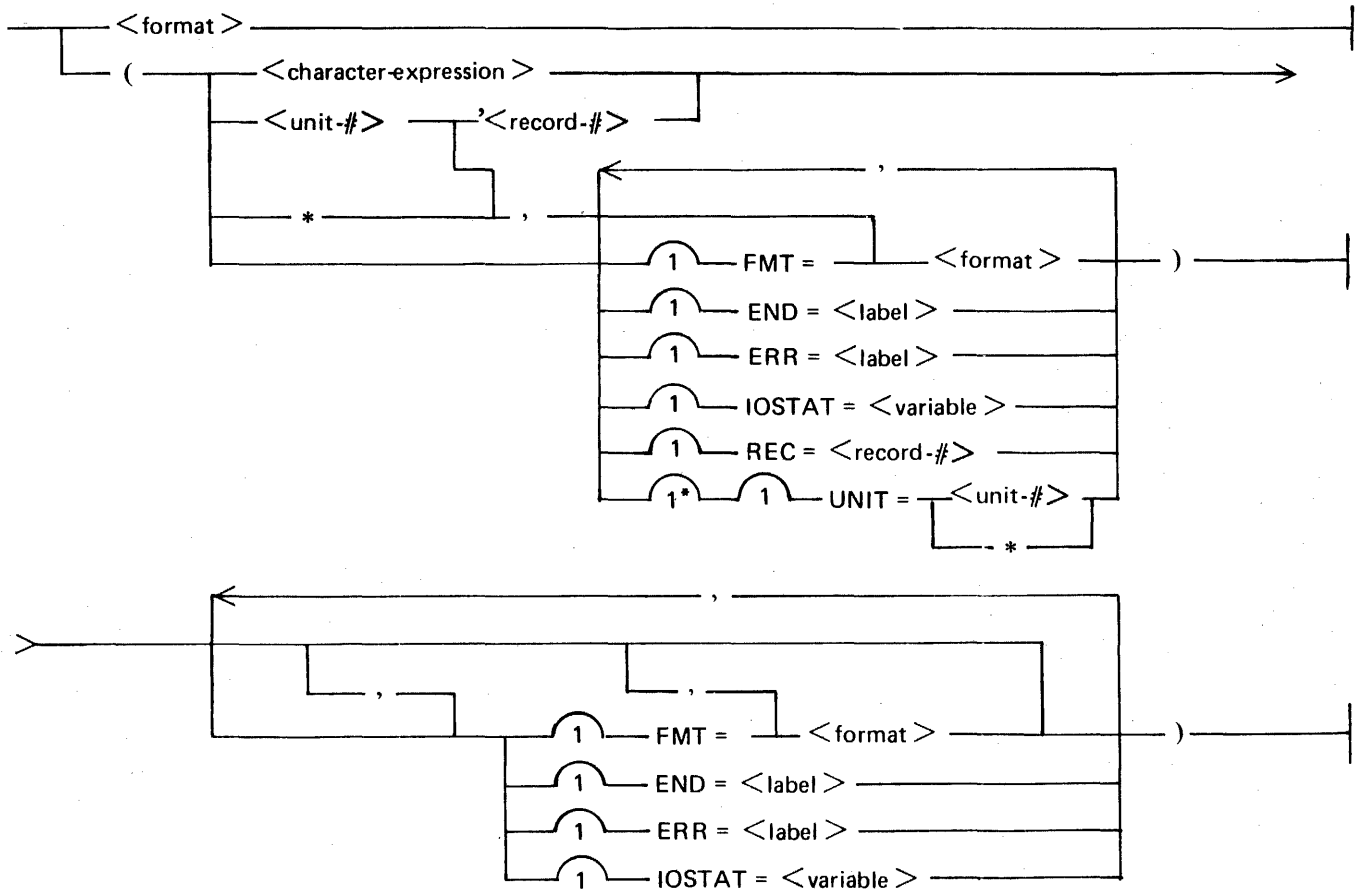 <format>
( <character-expression>
<unit-#> '<record-#>
,
* ,
1 FMT = <format> )
1 END = <label>
1 ERR = <label>
1 IOSTAT = <variable>
1 REC = <record-#>
1* 1 UNIT = <unit-#>
*
,
, ,
1 FMT = <format> )
1 END = <label>
1 ERR = <label>
1 IOSTAT = <variable>